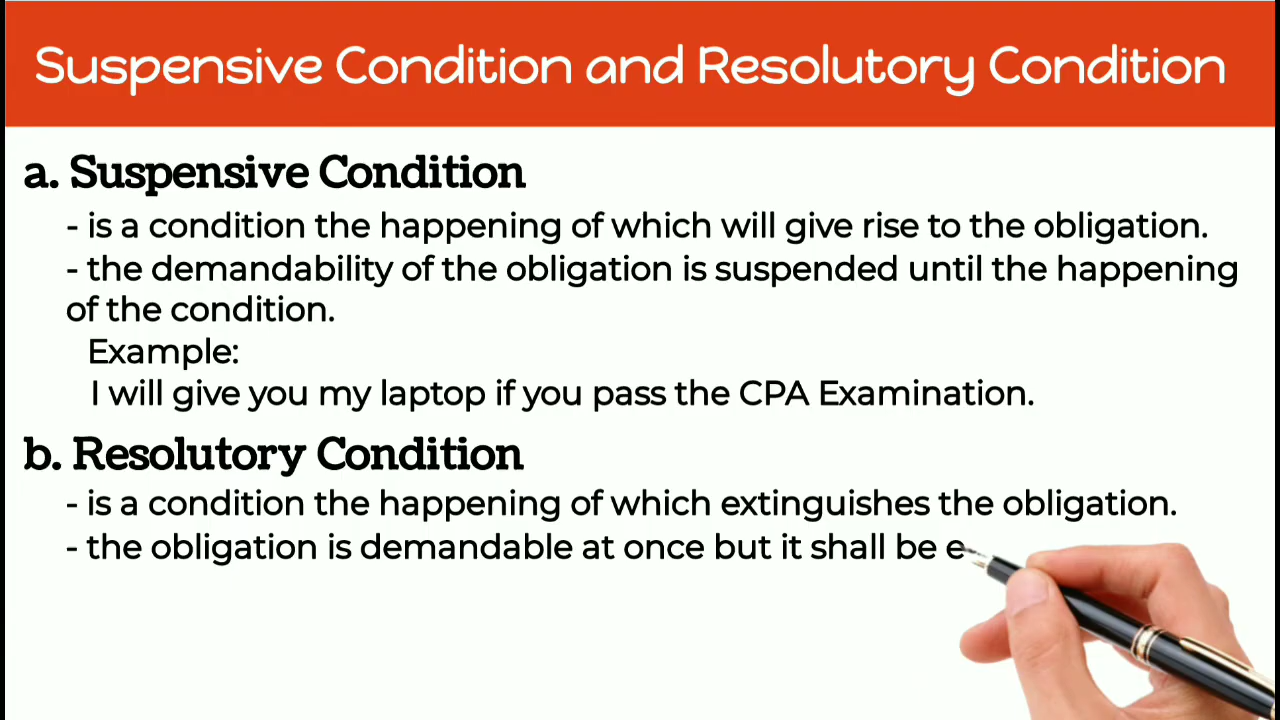 Suspensive Condition and Resolutory Condition
a. Suspensive Condition
- is a condition the happening of which will give rise to the obligation.
- the demandability of the obligation is suspended until the happening
of the condition.
Example:
I will give you my laptop if you pass the CPA Examination.
b. Resolutory Condition
- is a condition the happening of which extinguishes the obligation.
- the obligation is demandable at once but it shall be e